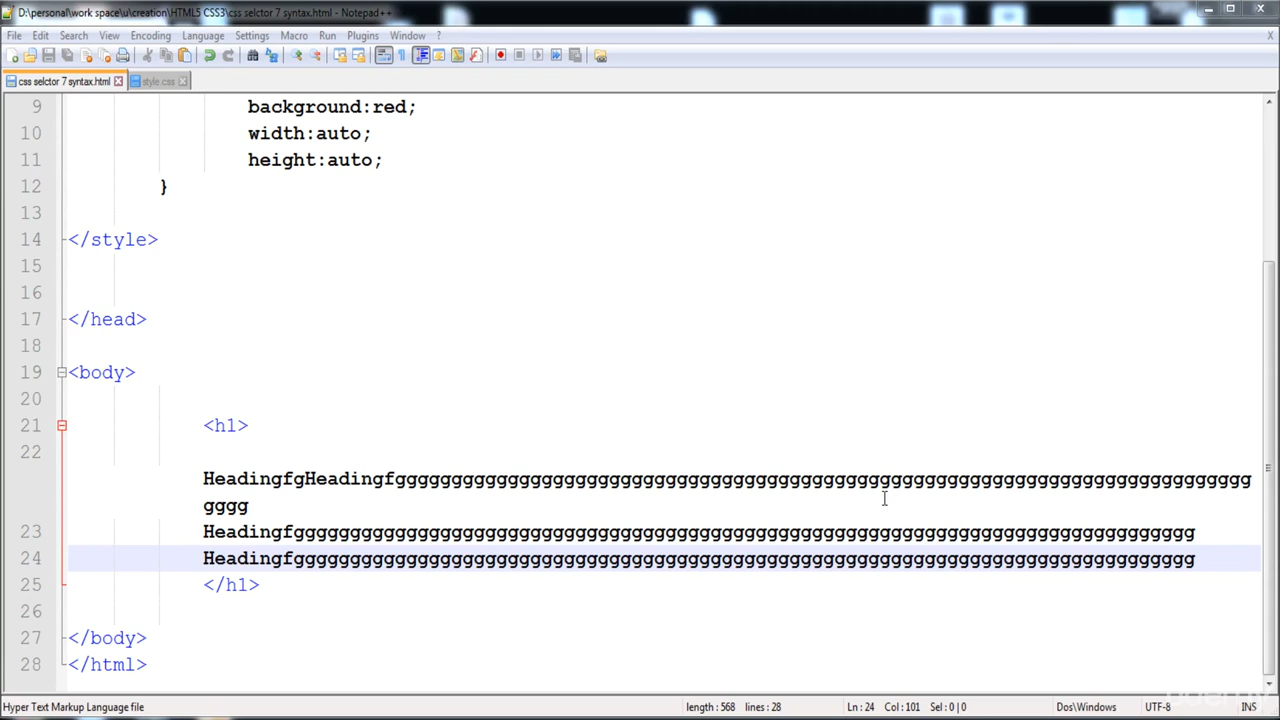 D:\personal\work space\u\creation\HTML5 CSS3\css selctor 7 syntax.html - Notepad++
File Edit Search View Encoding Language Settings Macro Run Plugins Window ? X
css selctor 7 syntax.html style.css
9 background:red;
10 width:auto;
11 height:auto;
12 }
13
14 </style>
15
16
17 </head>
18
19 <body>
20
21 <h1>
22
HeadingfgHeadingfgggggggggggggggggggggggggggggggggggggggggggggggggggggggggggggggggggggggggggg
gggg
23 Headingfgggggggggggggggggggggggggggggggggggggggggggggggggggggggggggggggggggggggggggggggg
24 Headingfgggggggggggggggggggggggggggggggggggggggggggggggggggggggggggggggggggggggggggggggg
25 </h1>
26
27 </body>
28 </html>
Hyper Text Markup Language file length : 568 lines : 28 Ln : 24 Col : 101 Sel : 0 | 0 Dos\Windows UTF-8 INS